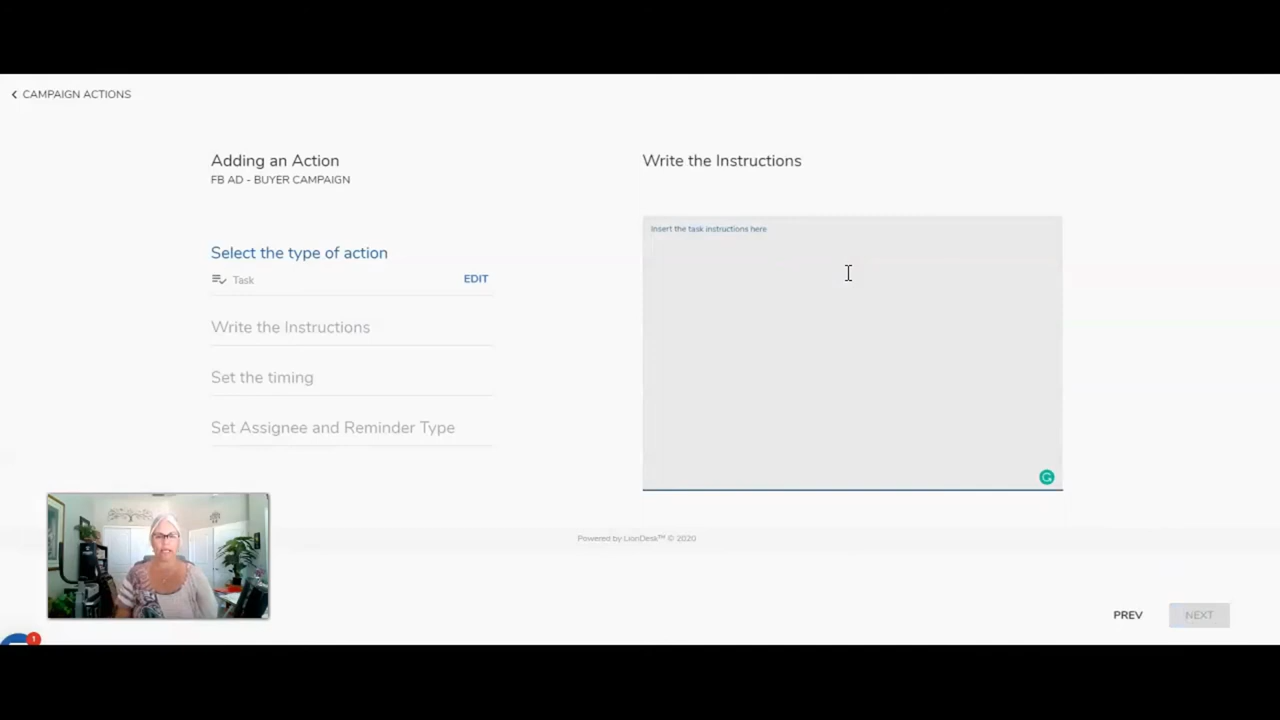 CAMPAIGN ACTIONS
Adding an Action
FB AD - BUYER CAMPAIGN
Select the type of action
Task
EDIT
Write the Instructions
Set the timing
Set Assignee and Reminder Type
Write the Instructions
Insert the task instructions here
Powered by LionDesk™ © 2020
PREV
NEXT
1